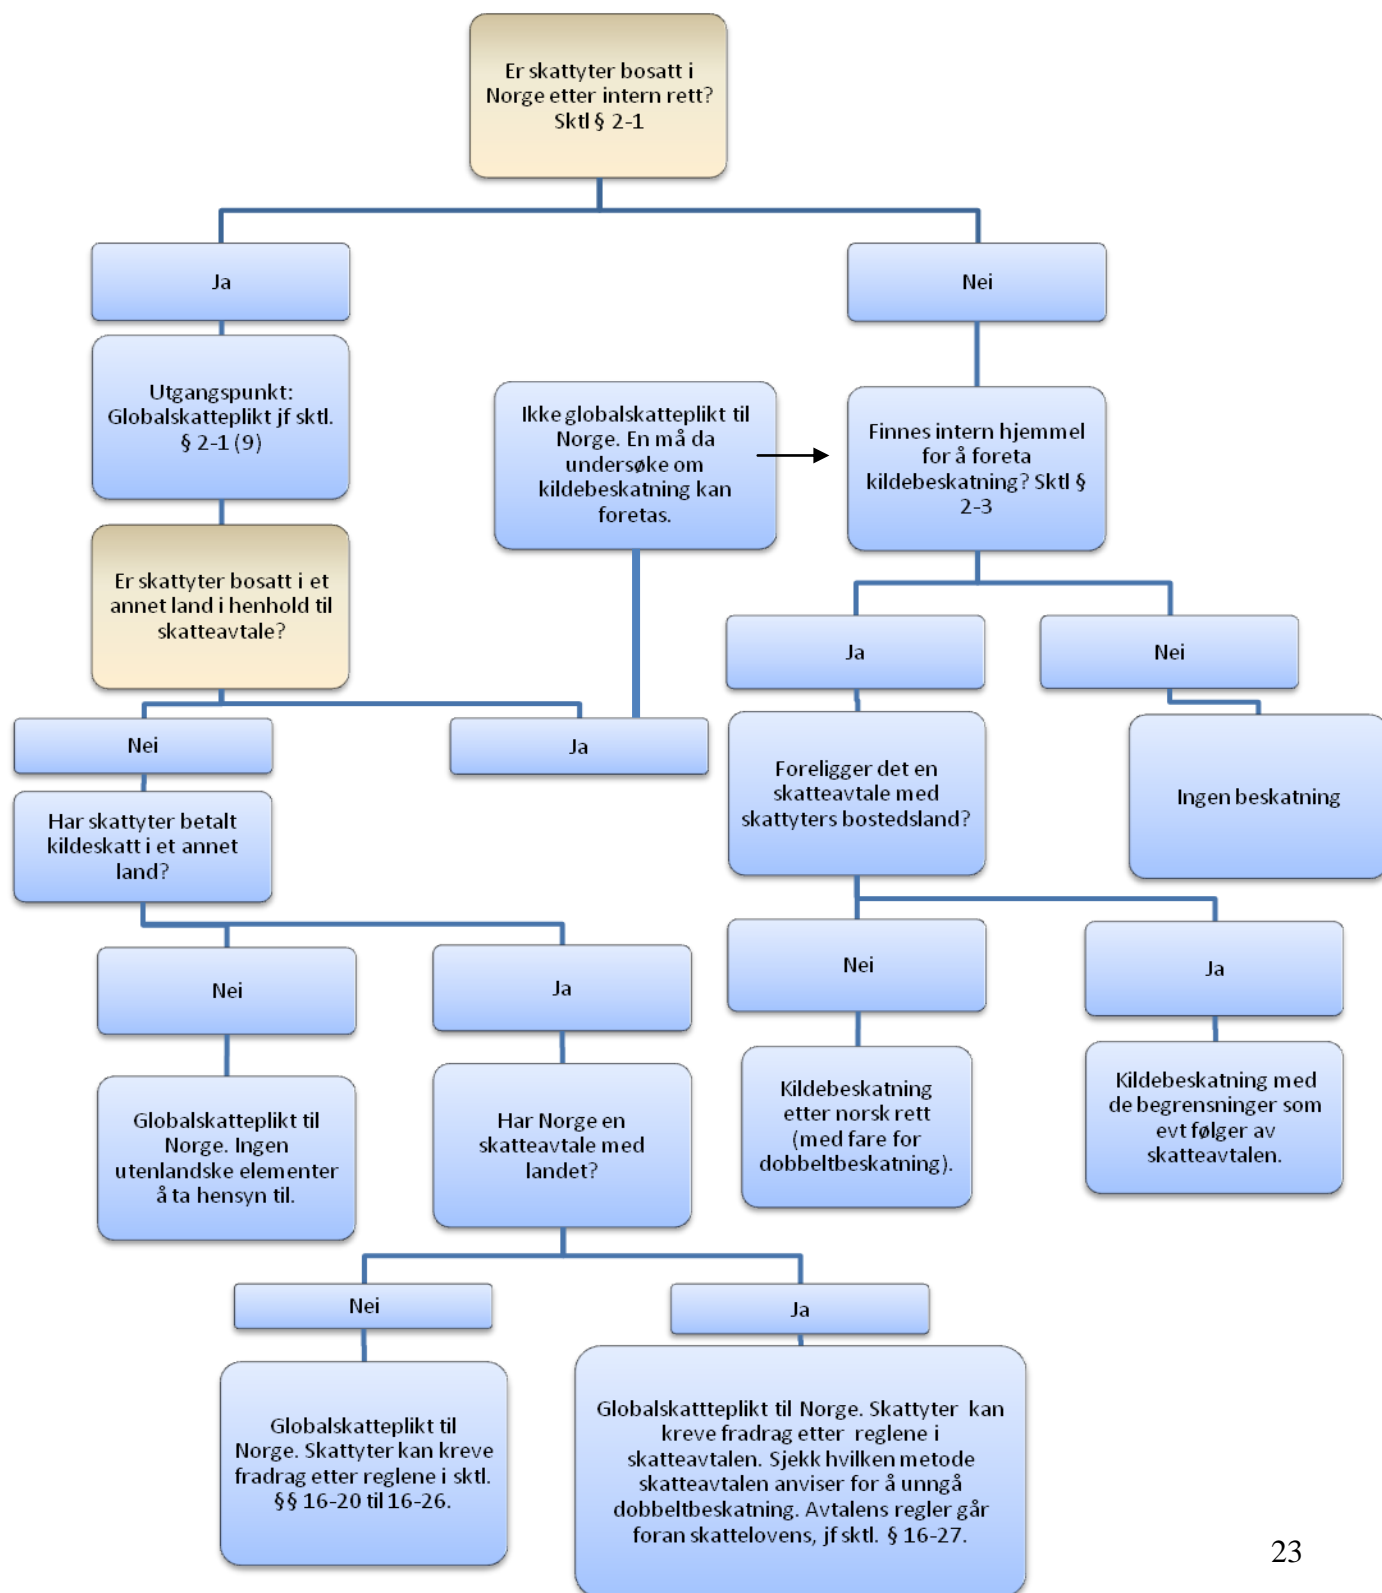 Er skattyter bosatt i
Norge etter intern rett?
Sktl § 2-1
Ja
Nei
Utgangspunkt:
Globalskatteplikt jf sktl.
§ 2-1 (9)
Ikke globalskatteplikt til
Norge. En må da
undersøke om
kildebeskatning kan
foretas.
Finnes intern hjemmel
for å foreta
kildebeskatning? Sktl §
2-3
Er skattyter bosatt i et
annet land i henhold til
skatteavtale?
Ja
Nei
Nei
Ja
Foreligger det en
skatteavtale med
skattyters bostedsland?
Ingen beskatning
Har skattyter betalt
kildeskatt i et annet
land?
Nei
Ja
Nei
Ja
Globalskatteplikt til
Norge. Ingen
utenlandske elementer
å ta hensyn til.
Har Norge en
skatteavtale med
landet?
Kildebeskatning
etter norsk rett
(med fare for
dobbeltbeskatning).
Kildebeskatning med
de begrensninger som
evt følger av
skatteavtalen.
Nei
Ja
Globalskatteplikt til
Norge. Skattyter kan kreve
fradrag etter reglene i sktl.
§§ 16-20 til 16-26.
Globalskattteplikt til Norge. Skattyter kan
kreve fradrag etter reglene i
skatteavtalen. Sjekk hvilken metode
skatteavtalen anviser for å unngå
dobbeltbeskatning. Avtalens regler går
foran skattelovens, jf sktl. § 16-27.
23